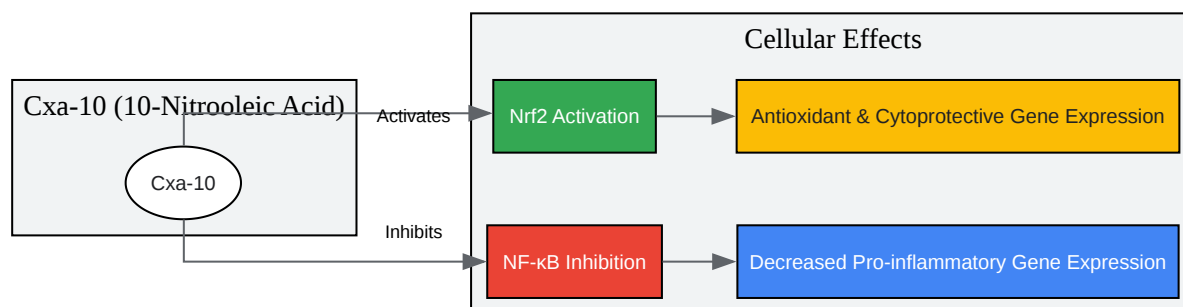 Cellular Effects
Cxa-10 (10-Nitrooleic Acid)
Activates
Nrf2 Activation
Antioxidant & Cytoprotective Gene Expression
Cxa-10
Inhibits
NF-κB Inhibition
Decreased Pro-inflammatory Gene Expression